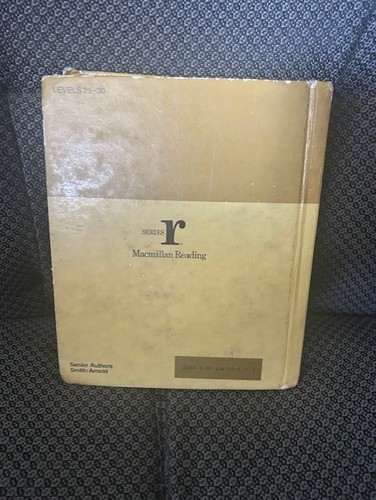 LEVELS 25-30
SERIES r
Macmillan Reading
Senior Authors
Smith/Arnold